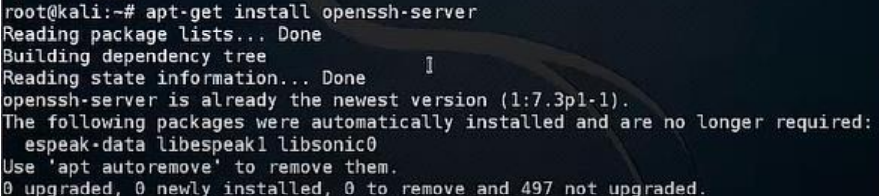 root@kali:~# apt-get install openssh-server
Reading package lists... Done
Building dependency tree
Reading state information... Done
openssh-server is already the newest version (1:7.3p1-1).
The following packages were automatically installed and are no longer required:
  espeak-data libespeak1 libsonic0
Use 'apt autoremove' to remove them.
0 upgraded, 0 newly installed, 0 to remove and 497 not upgraded.